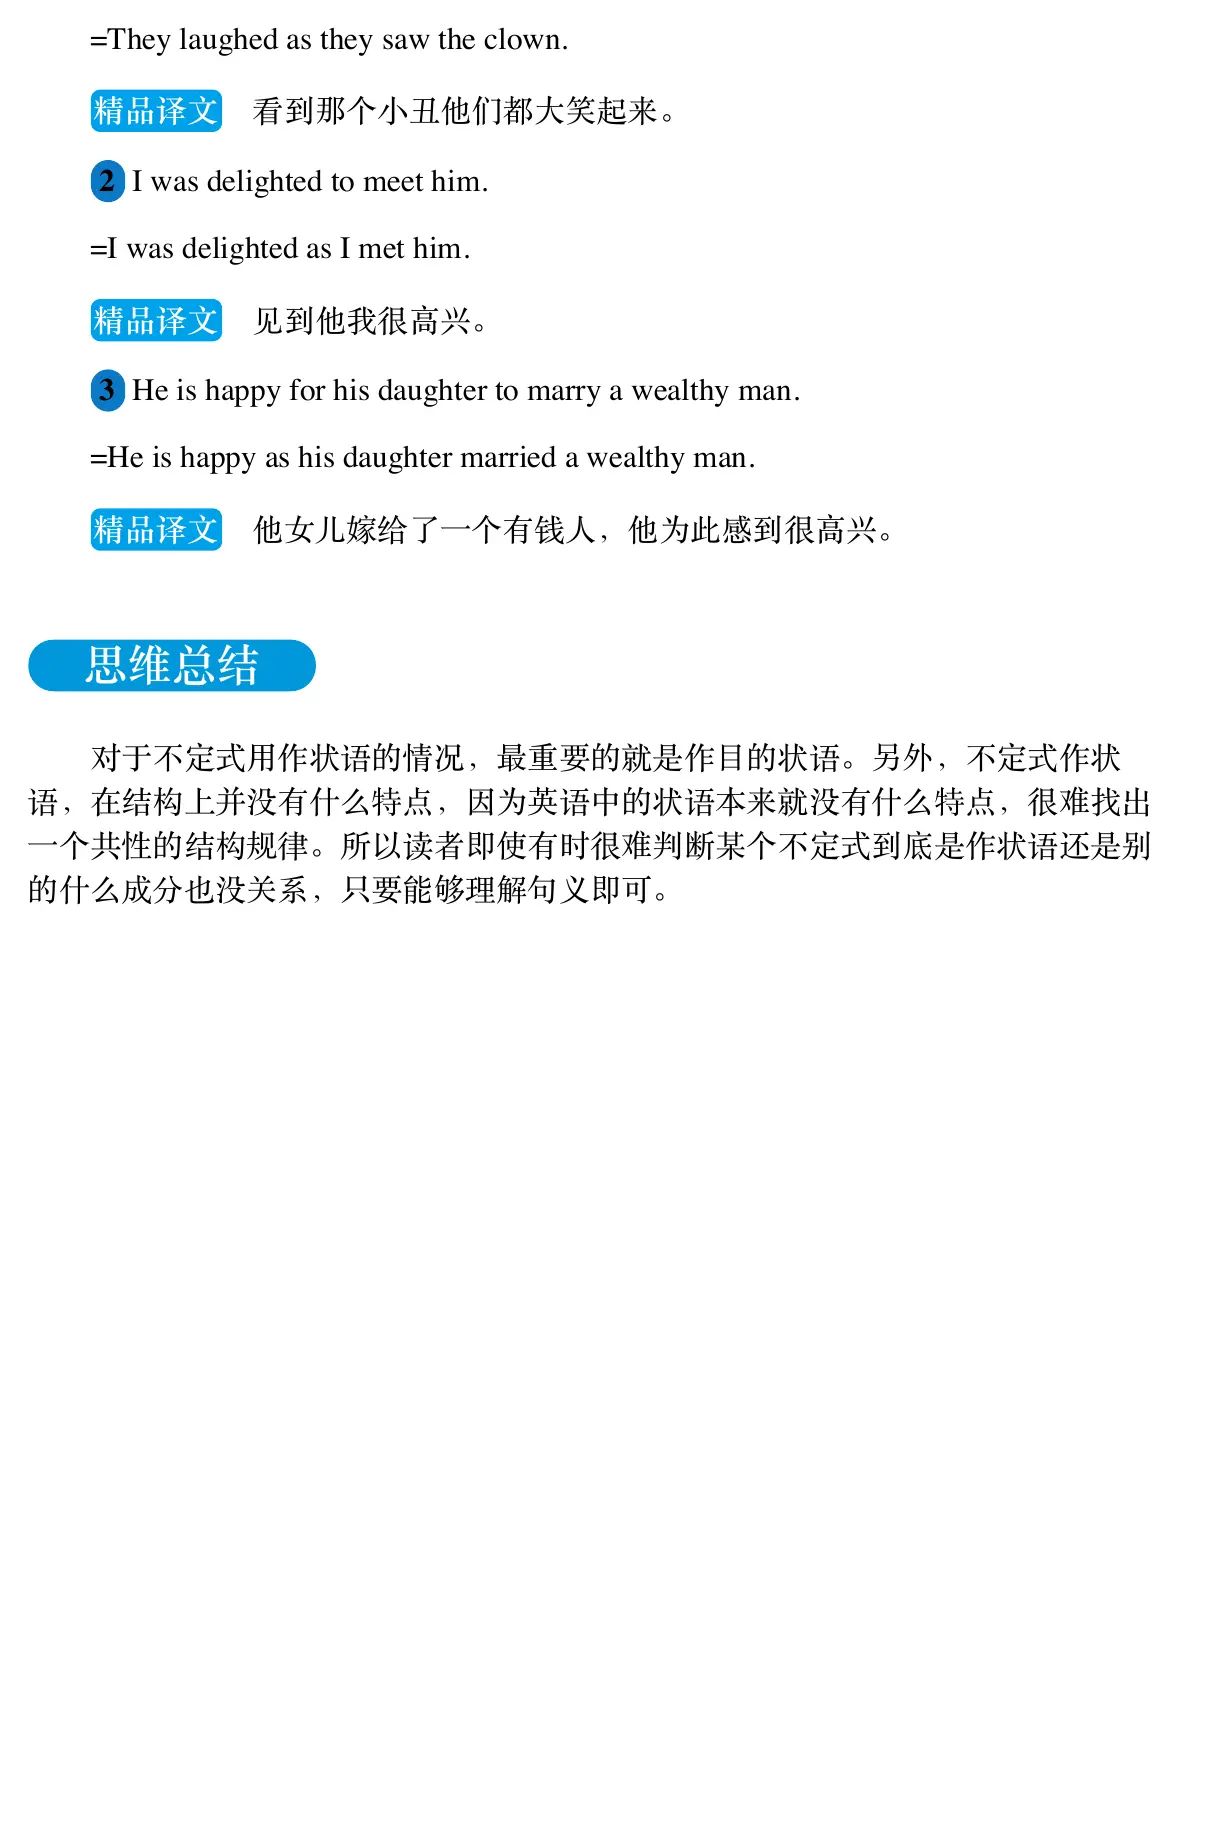 =They laughed as they saw the clown.
精品译文 看到那个小丑他们都大笑起来。
2 I was delighted to meet him.
=I was delighted as I met him.
精品译文 见到他我很高兴。
3 He is happy for his daughter to marry a wealthy man.
=He is happy as his daughter married a wealthy man.
精品译文 他女儿嫁给了一个有钱人，他为此感到很高兴。
思维总结
对于不定式用作状语的情况，最重要的就是作目的状语。另外，不定式作状
语，在结构上并没有什么特点，因为英语中的状语本来就没有什么特点，很难找出
一个共性的结构规律。所以读者即使有时很难判断某个不定式到底是作状语还是别
的什么成分也没关系，只要能够理解句义即可。